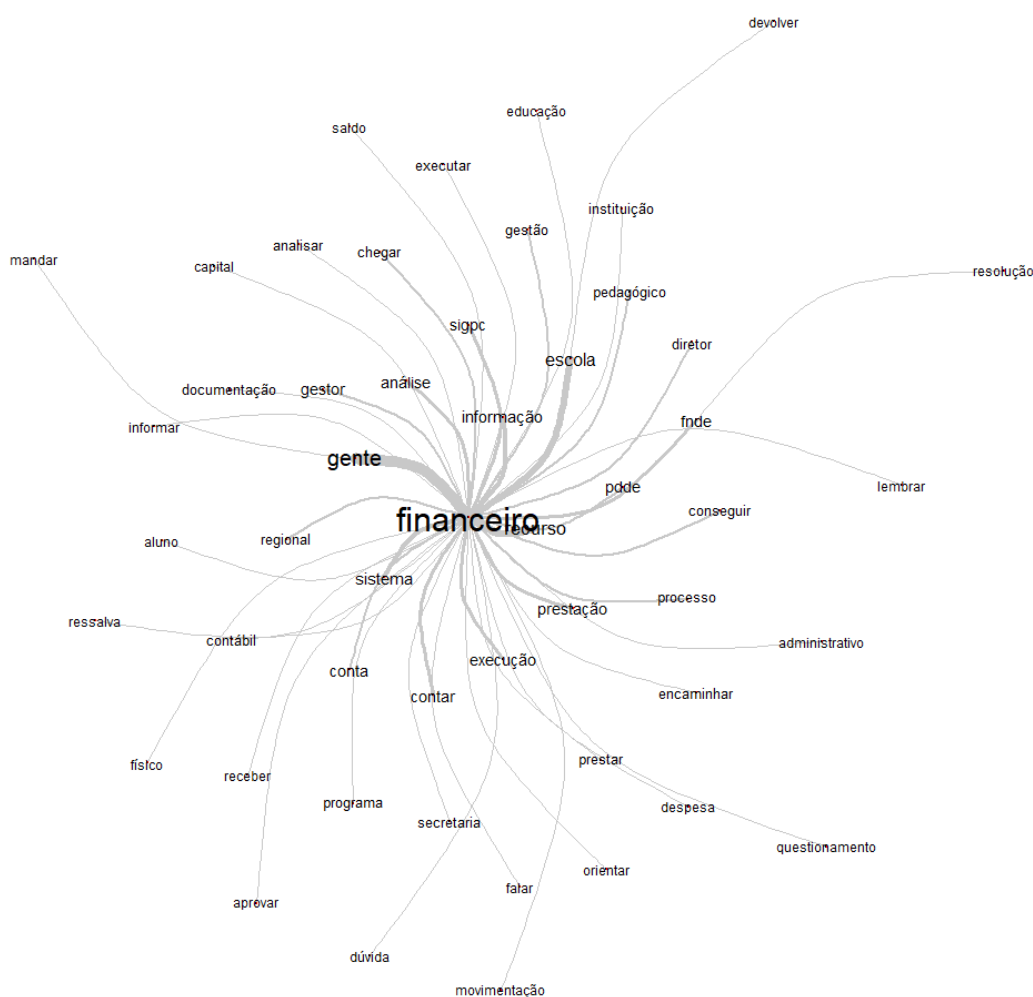 devolver
educação
saldo
executar
instituição
gestão
analisar
chegar
mandar
capital
resolução
pedagógico
sigpc
diretor
escola
análise
documentação
gestor
informação
fnde
informar
gente
lembrar
pdde
conseguir
financeiro
recurso
regional
aluno
sistema
processo
prestação
ressalva
contábil
administrativo
execução
conta
encaminhar
contar
prestar
físico
receber
programa
despesa
secretaria
questionamento
orientar
falar
aprovar
dúvida
movimentação